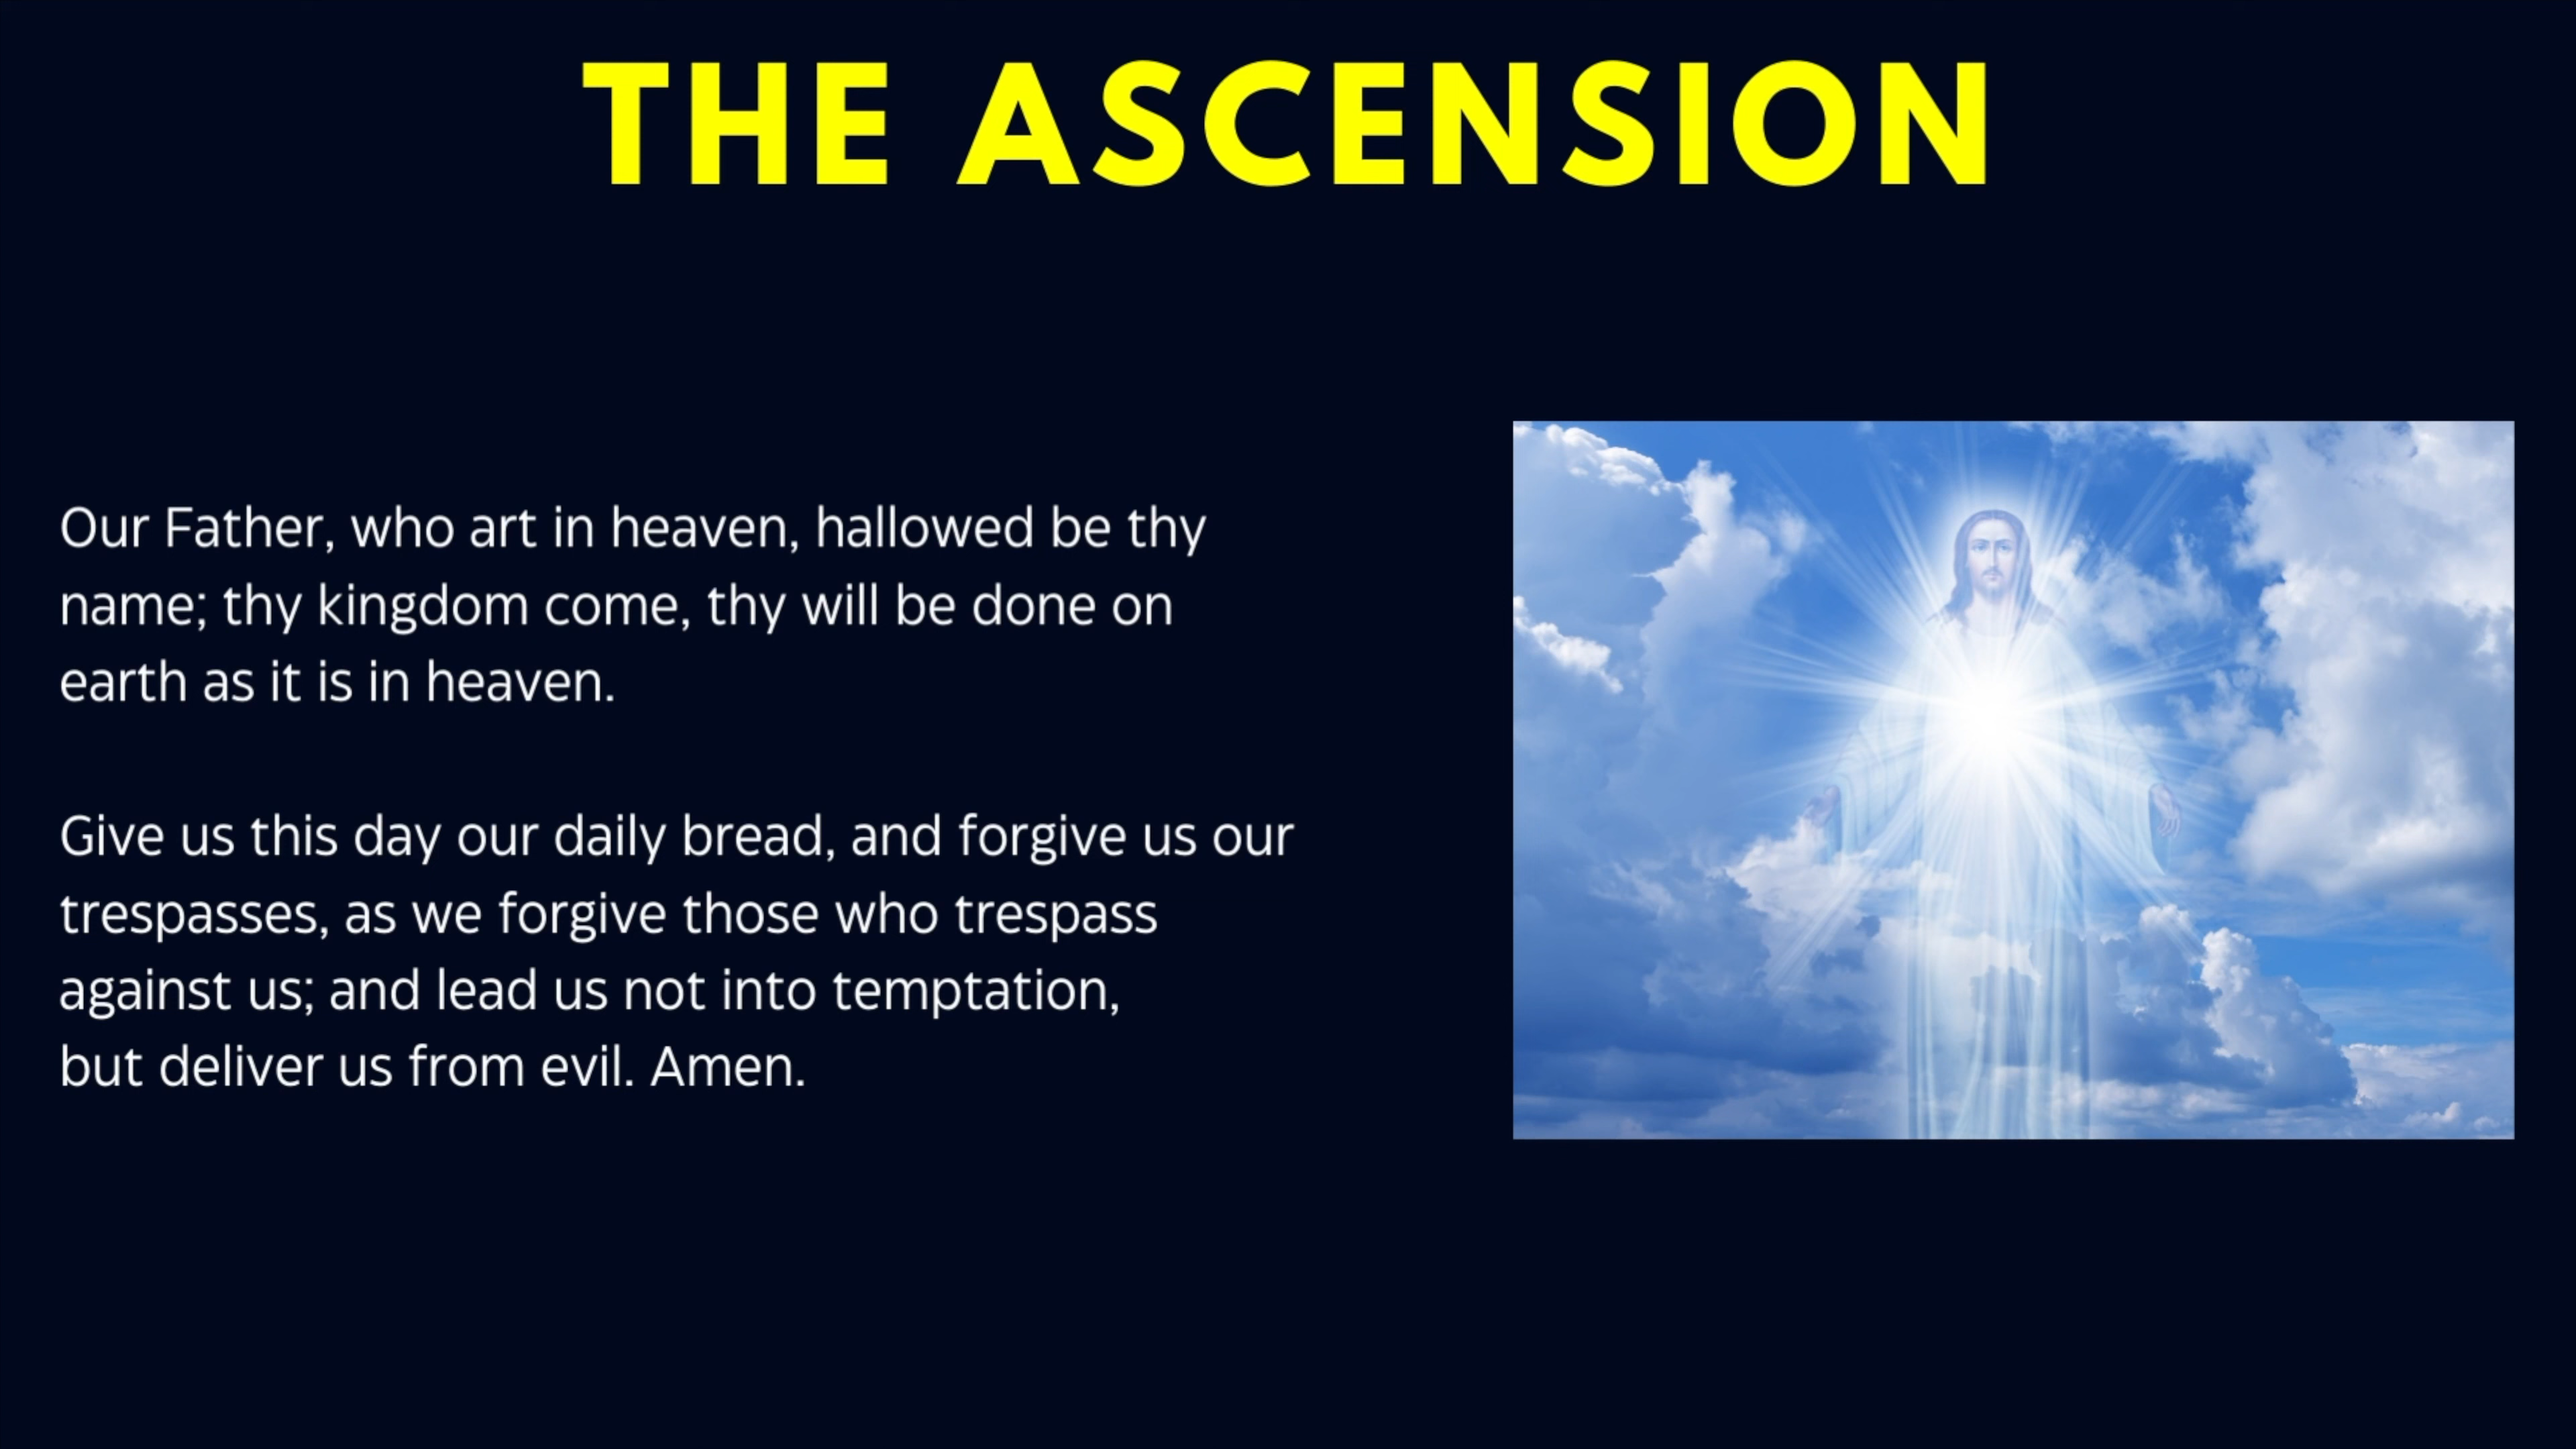 THE ASCENSION
Our Father, who art in heaven, hallowed be thy
name; thy kingdom come, thy will be done on
earth as it is in heaven.
Give us this day our daily bread, and forgive us our
trespasses, as we forgive those who trespass
against us; and lead us not into temptation,
but deliver us from evil. Amen.